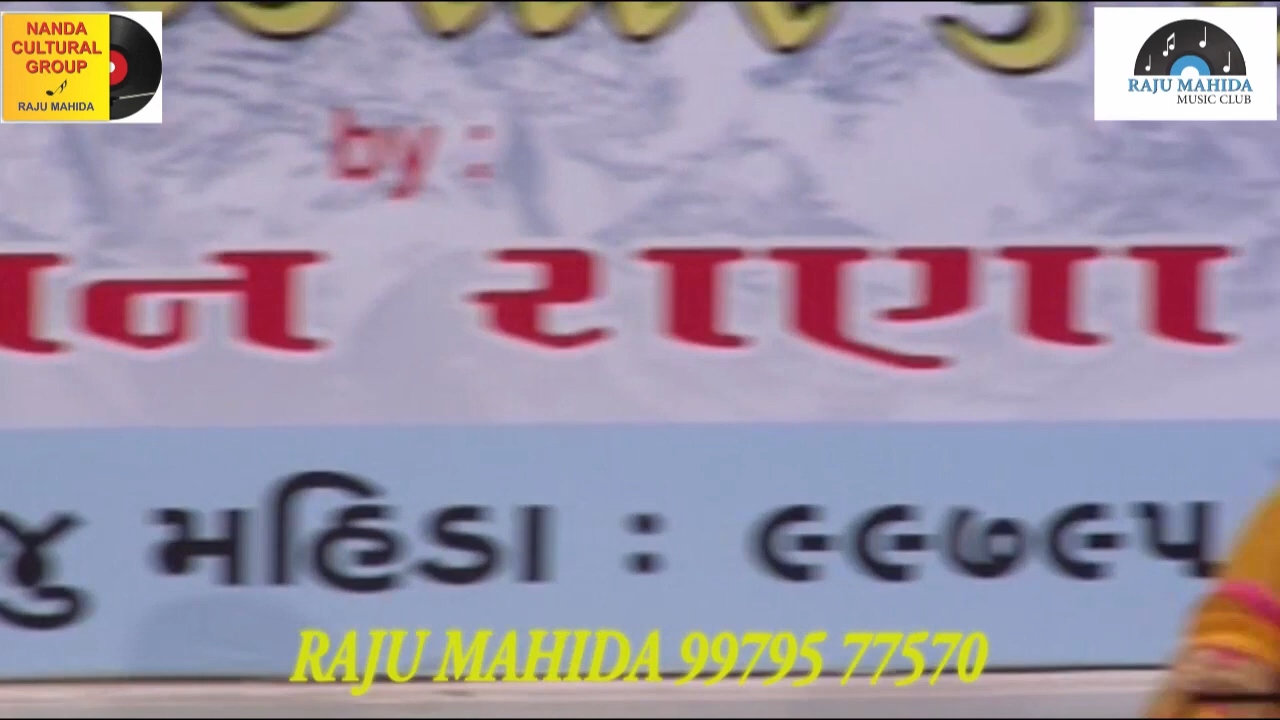 NANDA
CULTURAL
GROUP
RAJU MAHIDA
RAJU MAHIDA
MUSIC CLUB
by :
રાણા
મહિડા : ૯૯૭૯૫
RAJU MAHIDA 99795 77570